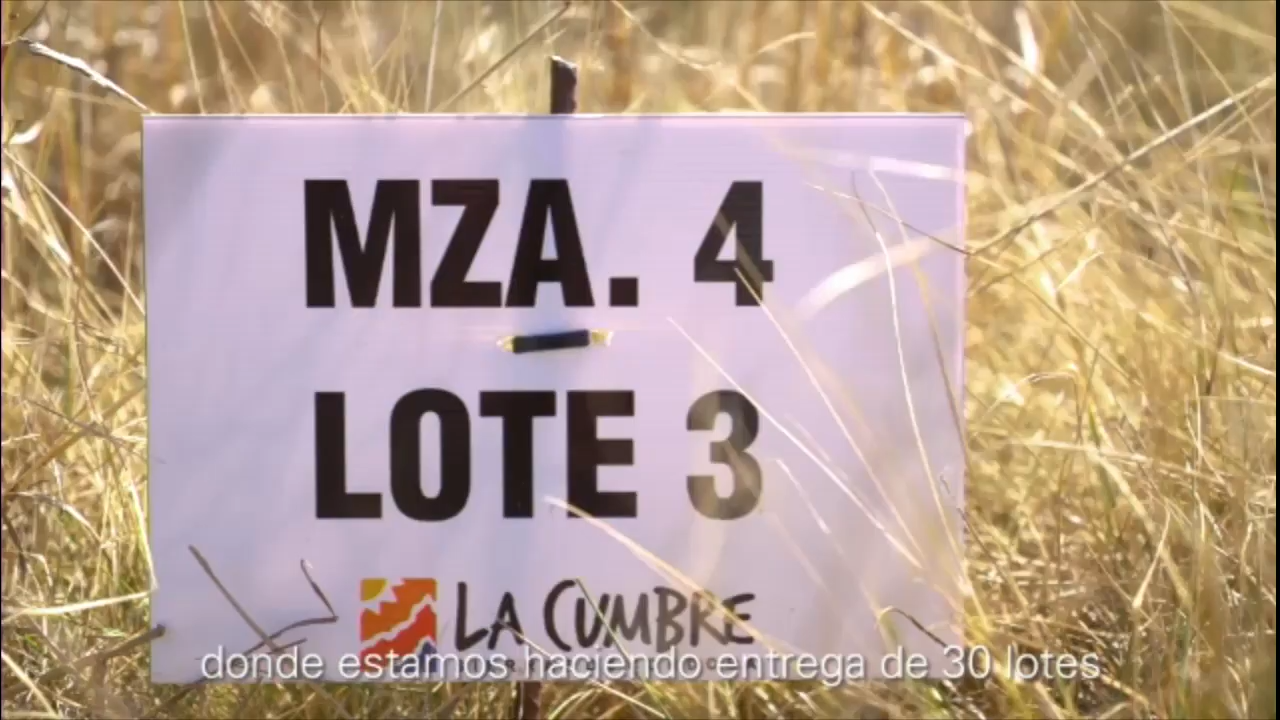 MZA. 4
LOTE 3
LA CUMBRE
donde estamos haciendo entrega de 30 lotes